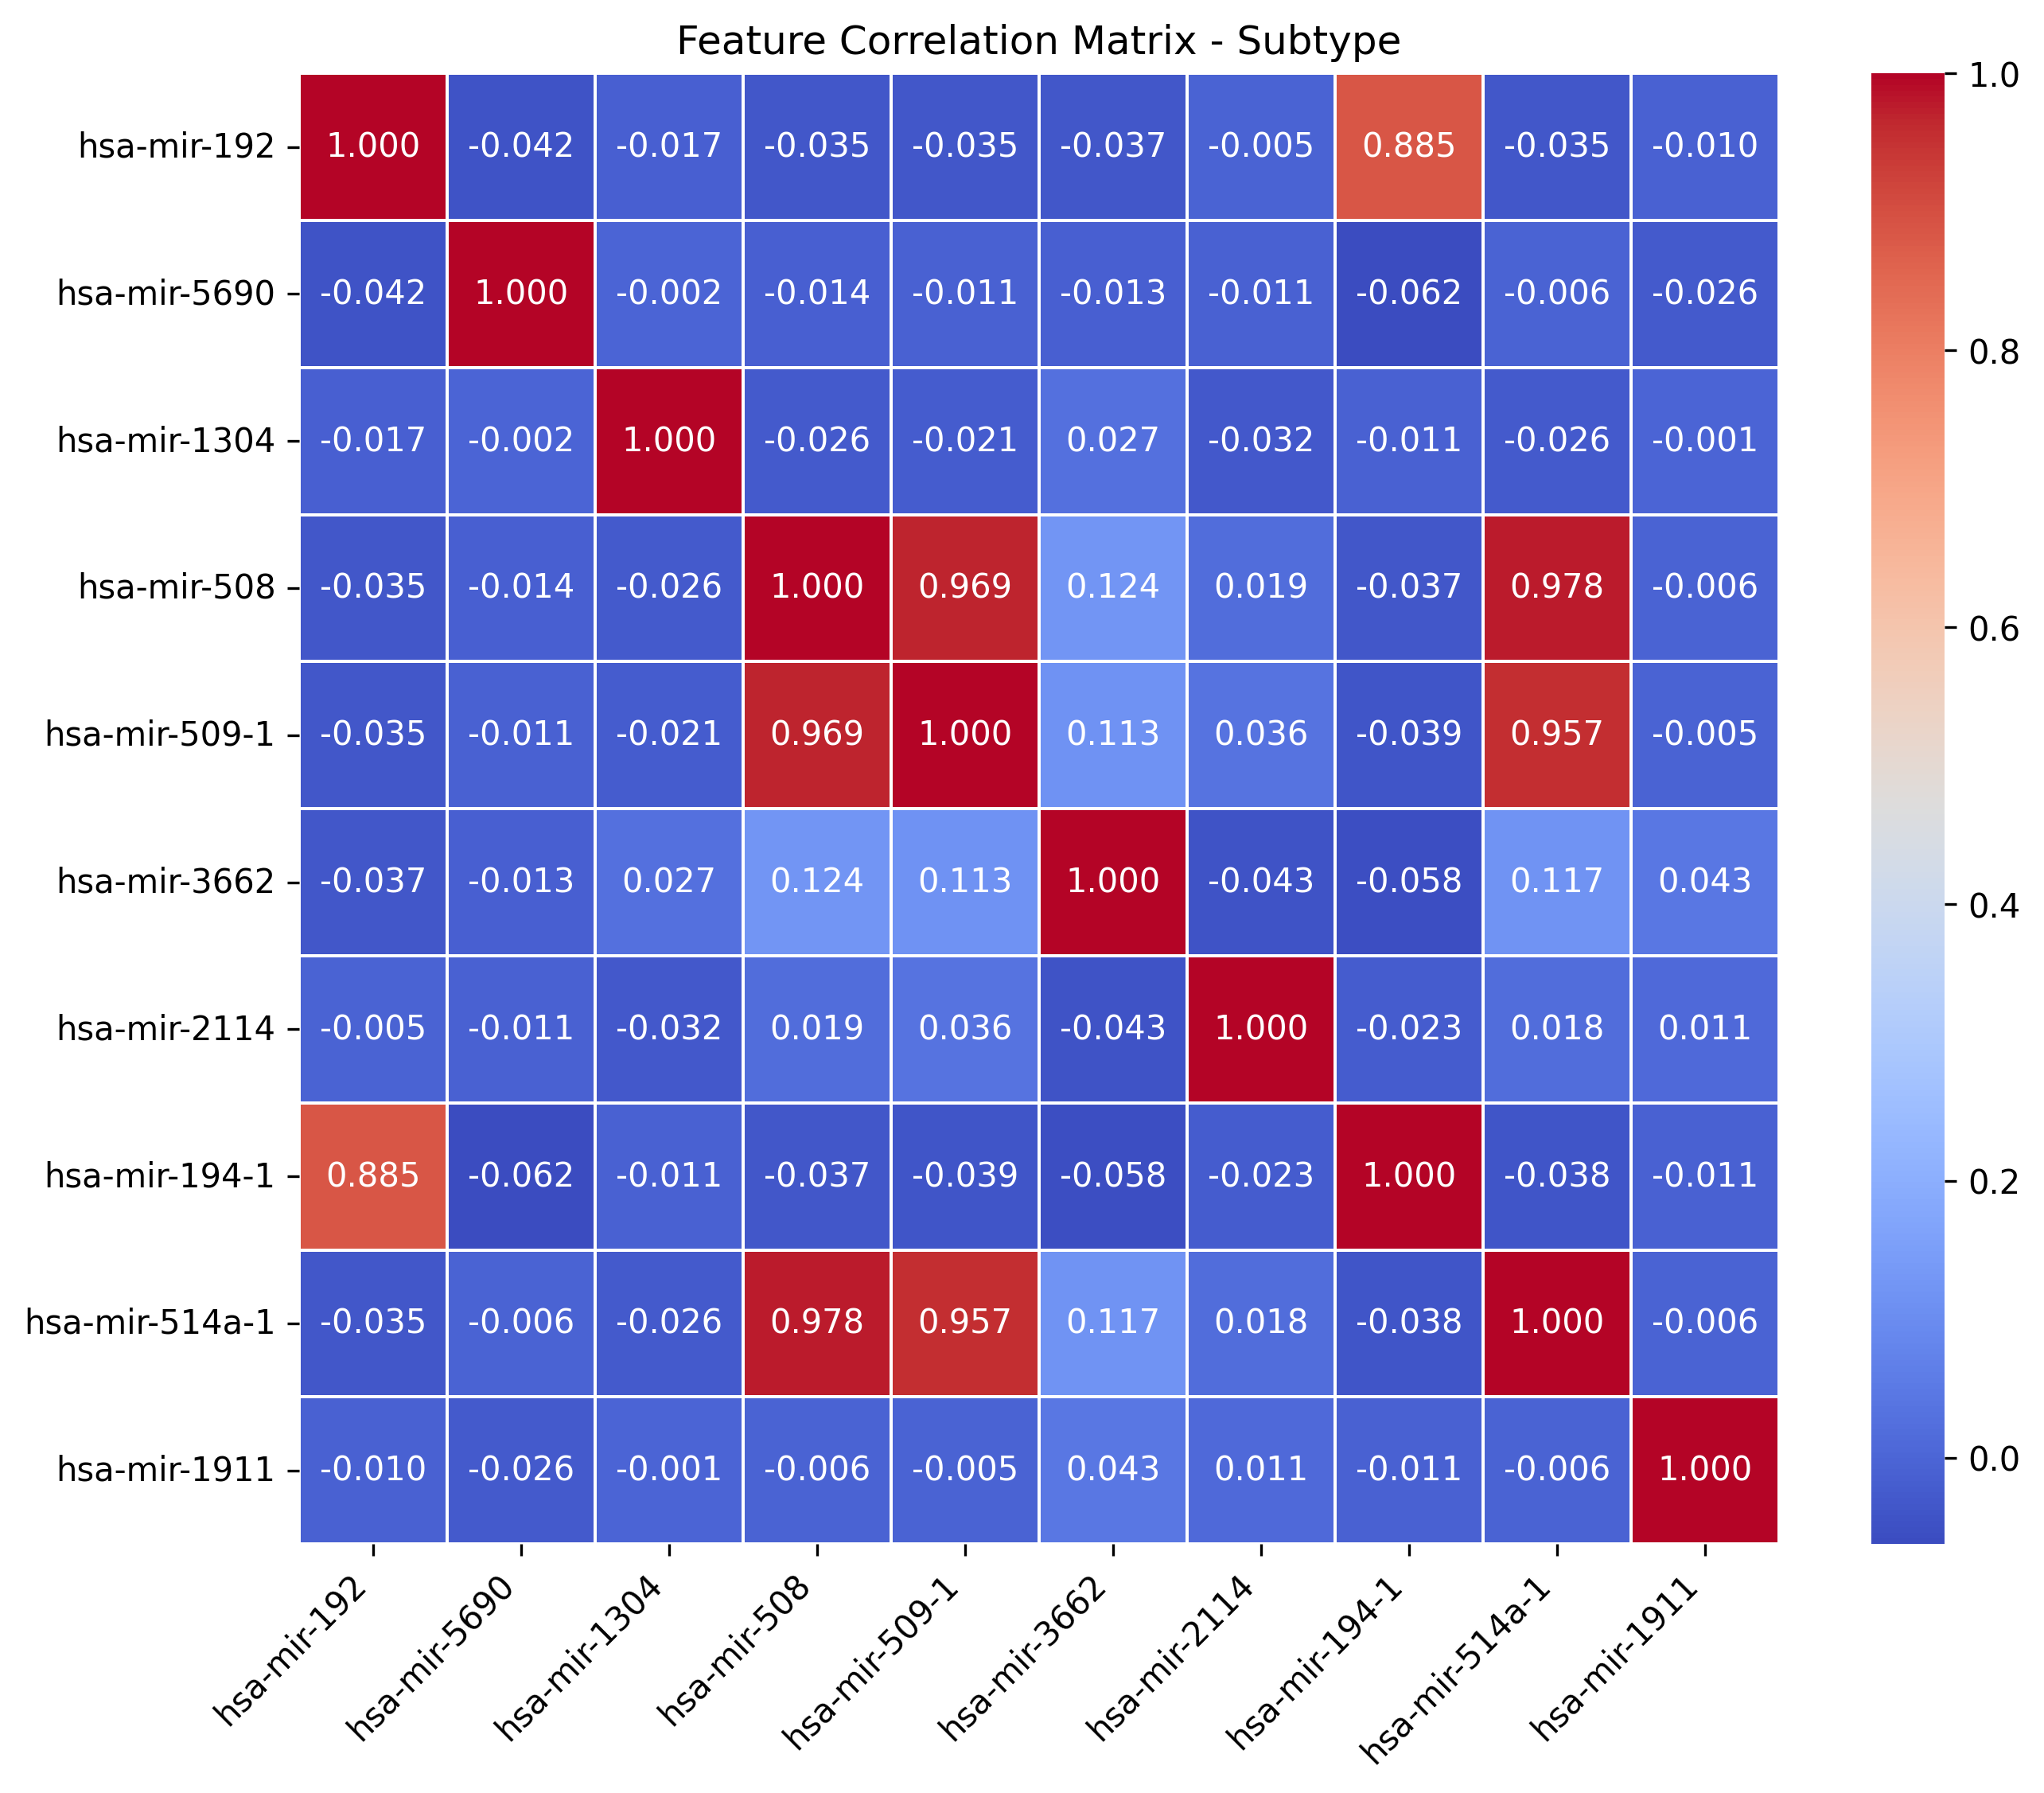 Feature Correlation Matrix - Subtype
hsa-mir-192 1.000 -0.042 -0.017 -0.035 -0.035 -0.037 -0.005 0.885 -0.035 -0.010
hsa-mir-5690 -0.042 1.000 -0.002 -0.014 -0.011 -0.013 -0.011 -0.062 -0.006 -0.026
hsa-mir-1304 -0.017 -0.002 1.000 -0.026 -0.021 0.027 -0.032 -0.011 -0.026 -0.001
hsa-mir-508 -0.035 -0.014 -0.026 1.000 0.969 0.124 0.019 -0.037 0.978 -0.006
hsa-mir-509-1 -0.035 -0.011 -0.021 0.969 1.000 0.113 0.036 -0.039 0.957 -0.005
hsa-mir-3662 -0.037 -0.013 0.027 0.124 0.113 1.000 -0.043 -0.058 0.117 0.043
hsa-mir-2114 -0.005 -0.011 -0.032 0.019 0.036 -0.043 1.000 -0.023 0.018 0.011
hsa-mir-194-1 0.885 -0.062 -0.011 -0.037 -0.039 -0.058 -0.023 1.000 -0.038 -0.011
hsa-mir-514a-1 -0.035 -0.006 -0.026 0.978 0.957 0.117 0.018 -0.038 1.000 -0.006
hsa-mir-1911 -0.010 -0.026 -0.001 -0.006 -0.005 0.043 0.011 -0.011 -0.006 1.000
hsa-mir-192 hsa-mir-5690 hsa-mir-1304 hsa-mir-508 hsa-mir-509-1 hsa-mir-3662 hsa-mir-2114 hsa-mir-194-1 hsa-mir-514a-1 hsa-mir-1911
1.0
0.8
0.6
0.4
0.2
0.0